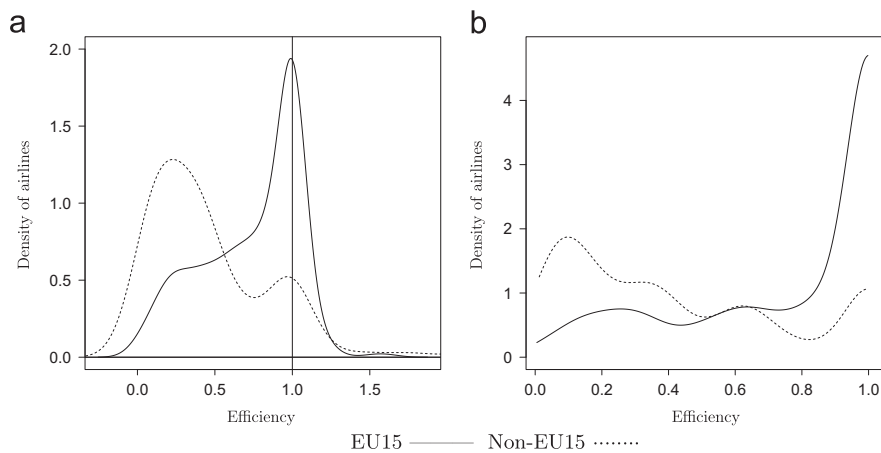 a
2.0
1.5
1.0
0.5
0.0
Density of airlines
0.0 0.5 1.0 1.5
Efficiency
b
4
3
2
1
0
Density of airlines
0.0 0.2 0.4 0.6 0.8 1.0
Efficiency
EU15 Non-EU15